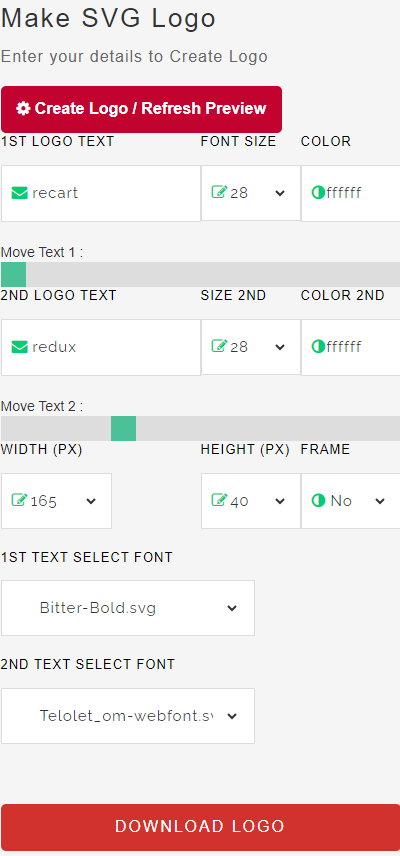 Make SVG Logo
Enter your details to Create Logo
Create Logo / Refresh Preview
1ST LOGO TEXT FONT SIZE COLOR
recart 28 ffffff
Move Text 1 :
2ND LOGO TEXT SIZE 2ND COLOR 2ND
redux 28 ffffff
Move Text 2 :
WIDTH (PX) HEIGHT (PX) FRAME
165 40 No
1ST TEXT SELECT FONT
Bitter-Bold.svg
2ND TEXT SELECT FONT
Telolet_om-webfont.sv
DOWNLOAD LOGO